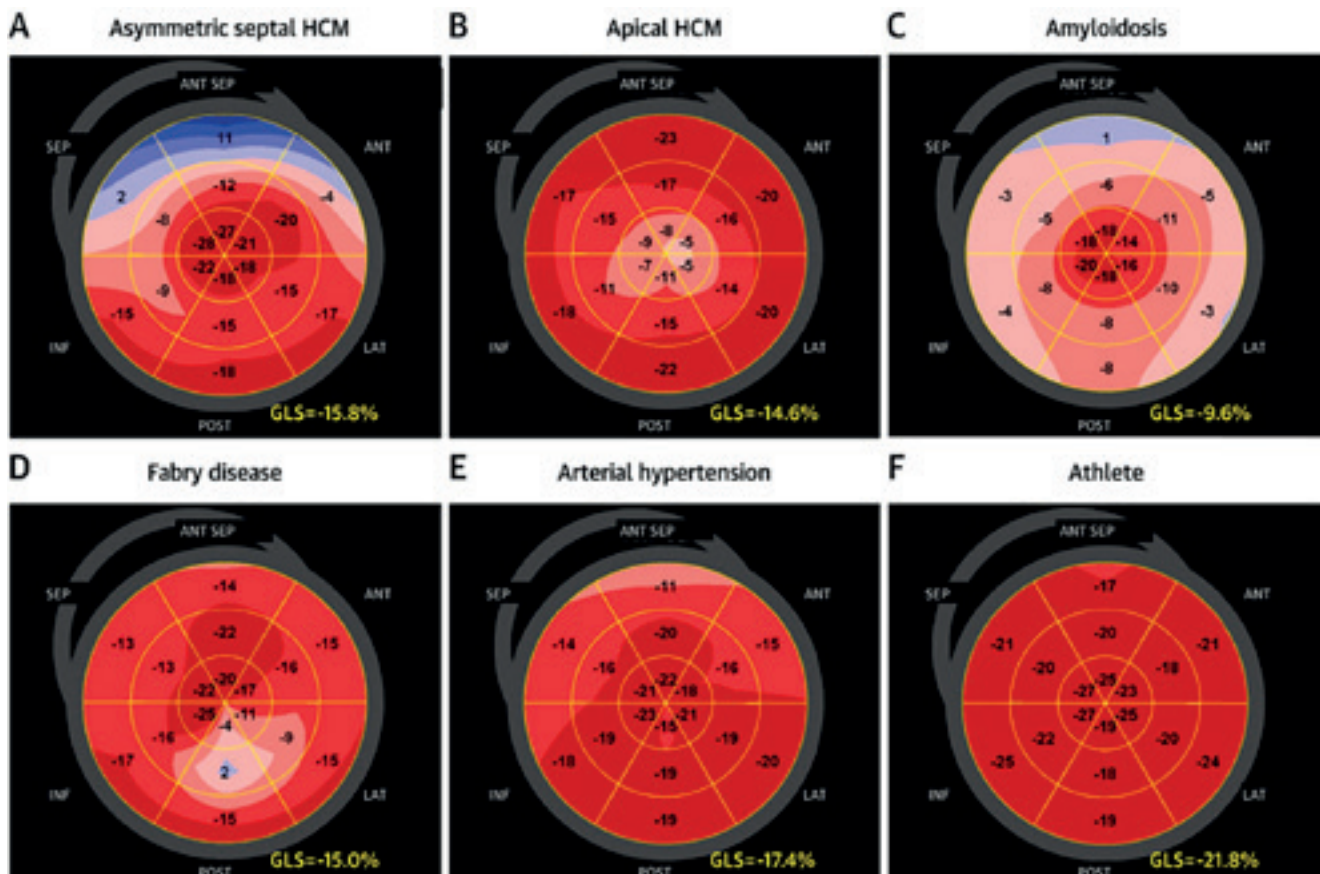 A Asymmetric septal HCM
ANT SEP
SEP
ANT
11
2
-4
-12
-8
-20
-27
-28
-21
-22
-18
-18
-9
-15
-15
-15
-17
-18
INF
LAT
POST
GLS=-15.8%
B Apical HCM
ANT SEP
SEP
ANT
-23
-17
-20
-17
-15
-16
-8
-9
-5
-7
-5
-11
-11
-14
-15
-18
-20
-22
INF
LAT
POST
GLS=-14.6%
C Amyloidosis
ANT SEP
SEP
ANT
1
-3
-5
-6
-5
-11
-18
-18
-14
-20
-16
-18
-8
-10
-8
-4
-3
-8
INF
LAT
POST
GLS=-9.6%
D Fabry disease
ANT SEP
SEP
ANT
-14
-13
-15
-22
-13
-16
-20
-22
-17
-25
-11
-4
-16
-9
2
-17
-15
-15
INF
LAT
POST
GLS=-15.0%
E Arterial hypertension
ANT SEP
SEP
ANT
-11
-14
-15
-20
-16
-16
-22
-21
-18
-23
-21
-15
-19
-19
-19
-18
-20
-19
INF
LAT
POST
GLS=-17.4%
F Athlete
ANT SEP
SEP
ANT
-17
-21
-21
-20
-20
-18
-25
-27
-23
-27
-25
-19
-22
-20
-18
-25
-24
-19
INF
LAT
POST
GLS=-21.8%